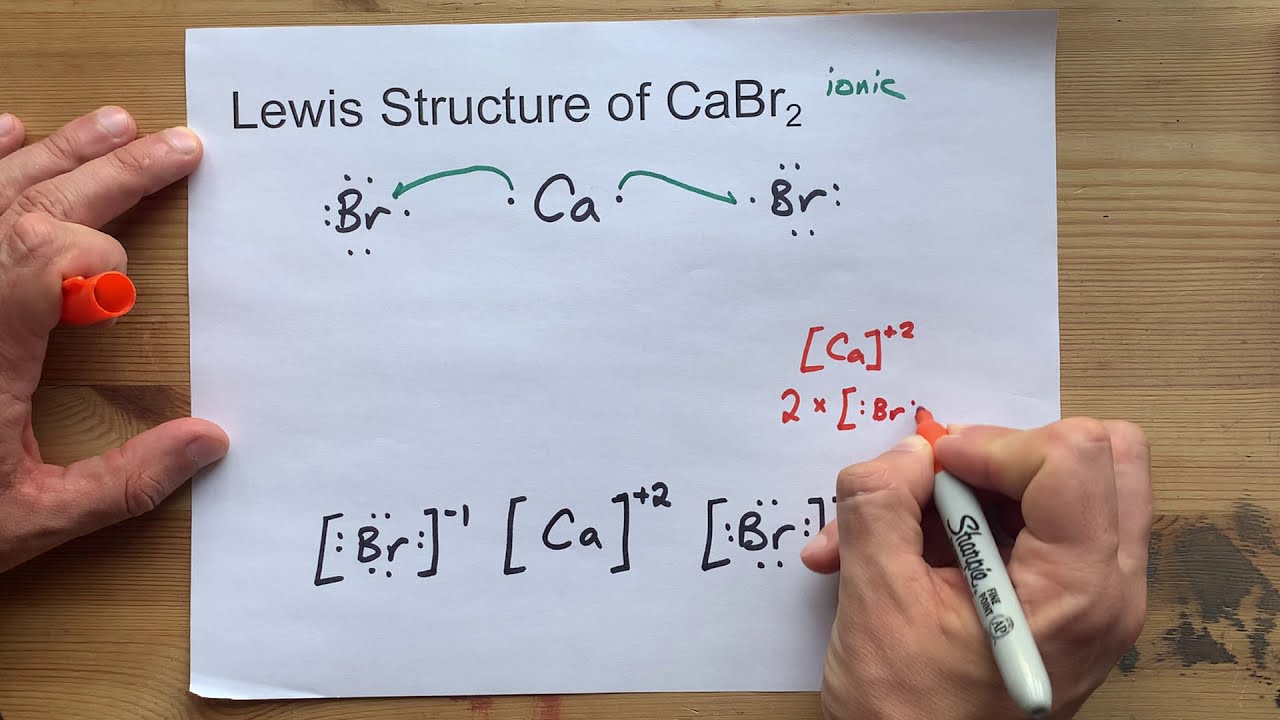 Lewis Structure of CaBr₂ ionic
:Br· ·Ca· ·Br:
[Ca]⁺²
2 × [:Br:
[:Br:]⁻¹ [Ca]⁺² [:Br:]⁻
Sharpie
FINE
POINT
AP